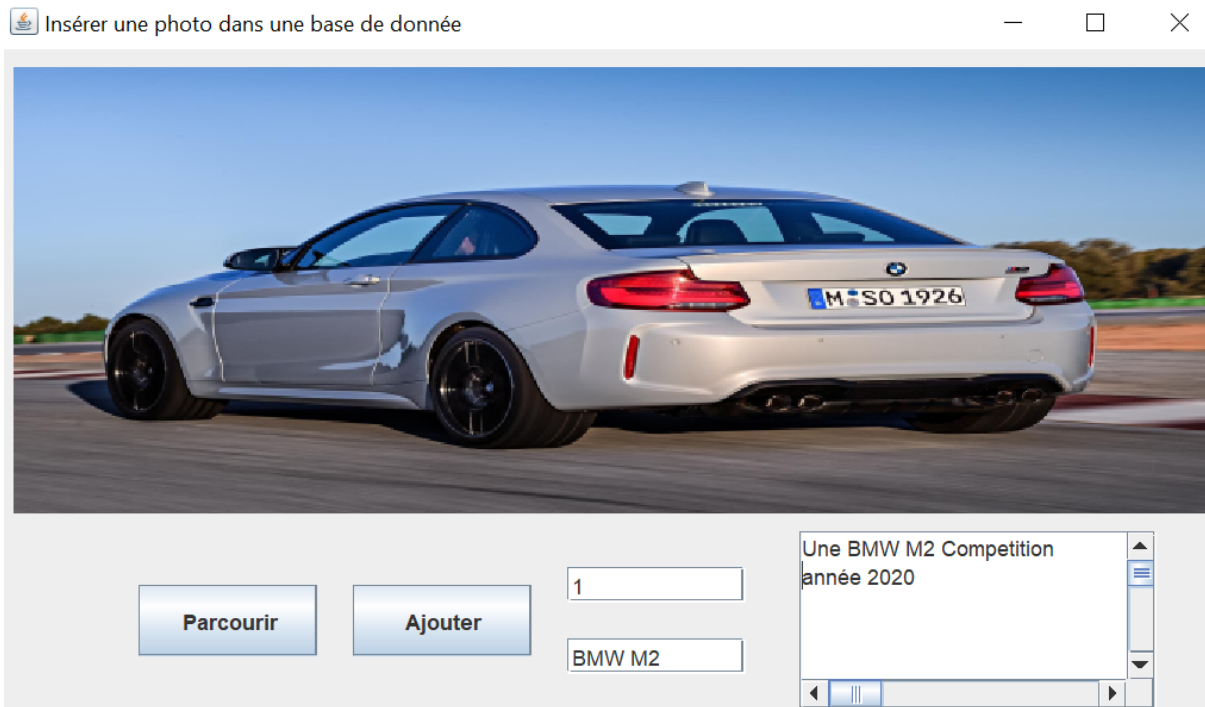 Insérer une photo dans une base de donnée
M SO 1926
Parcourir
Ajouter
1
BMW M2
Une BMW M2 Competition
année 2020